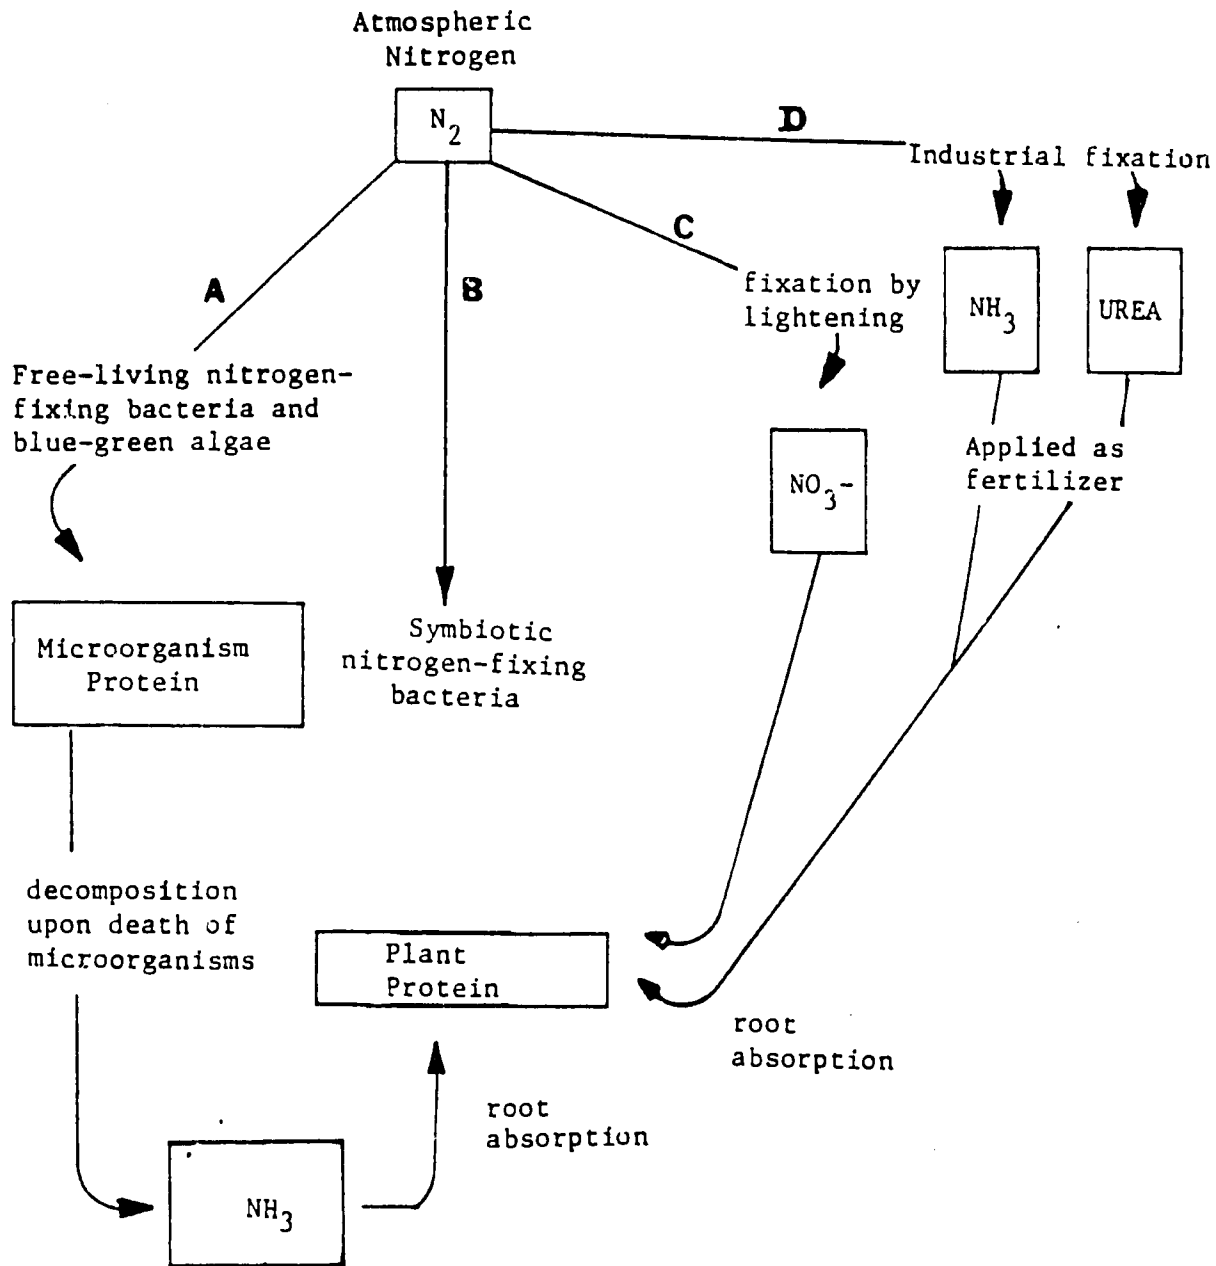 Atmospheric
Nitrogen
N2
D
Industrial fixation
C
A
B
fixation by
lightening
NH3
UREA
Free-living nitrogen-
fixing bacteria and
blue-green algae
NO3-
Applied as
fertilizer
Microorganism
Protein
Symbiotic
nitrogen-fixing
bacteria
decomposition
upon death of
microorganisms
Plant
Protein
root
absorption
root
absorption
NH3